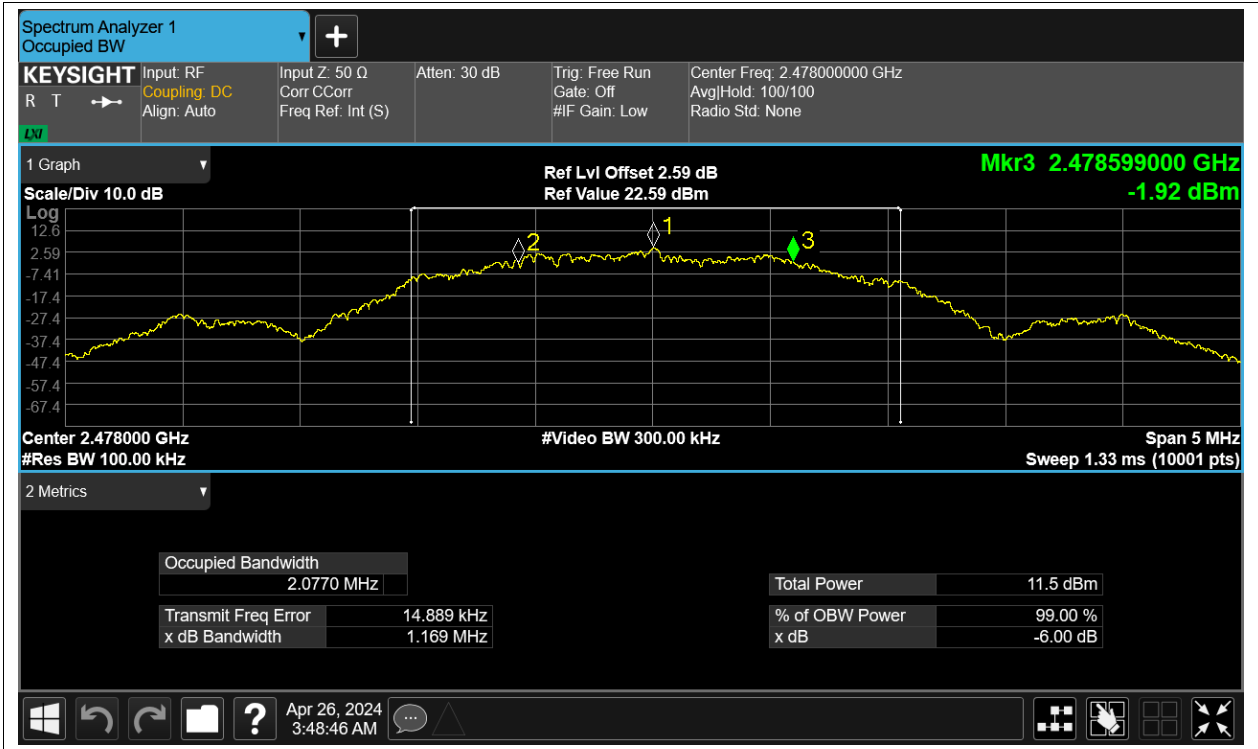 Spectrum Analyzer 1
Occupied BW
KEYSIGHT
R T
LXI
Input: RF
Coupling: DC
Align: Auto
Input Z: 50 Ω
Corr CCorr
Freq Ref: Int (S)
Atten: 30 dB
Trig: Free Run
Gate: Off
#IF Gain: Low
Center Freq: 2.478000000 GHz
Avg|Hold: 100/100
Radio Std: None
1 Graph
Scale/Div 10.0 dB
Ref Lvl Offset 2.59 dB
Ref Value 22.59 dBm
Mkr3 2.478599000 GHz
-1.92 dBm
Log
12.6
2.59
-7.41
-17.4
-27.4
-37.4
-47.4
-57.4
-67.4
2
1
3
Center 2.478000 GHz
#Video BW 300.00 kHz
Span 5 MHz
#Res BW 100.00 kHz
Sweep 1.33 ms (10001 pts)
2 Metrics
Occupied Bandwidth
2.0770 MHz
Transmit Freq Error 14.889 kHz
x dB Bandwidth 1.169 MHz
Total Power 11.5 dBm
% of OBW Power 99.00 %
x dB -6.00 dB
?
Apr 26, 2024
3:48:46 AM